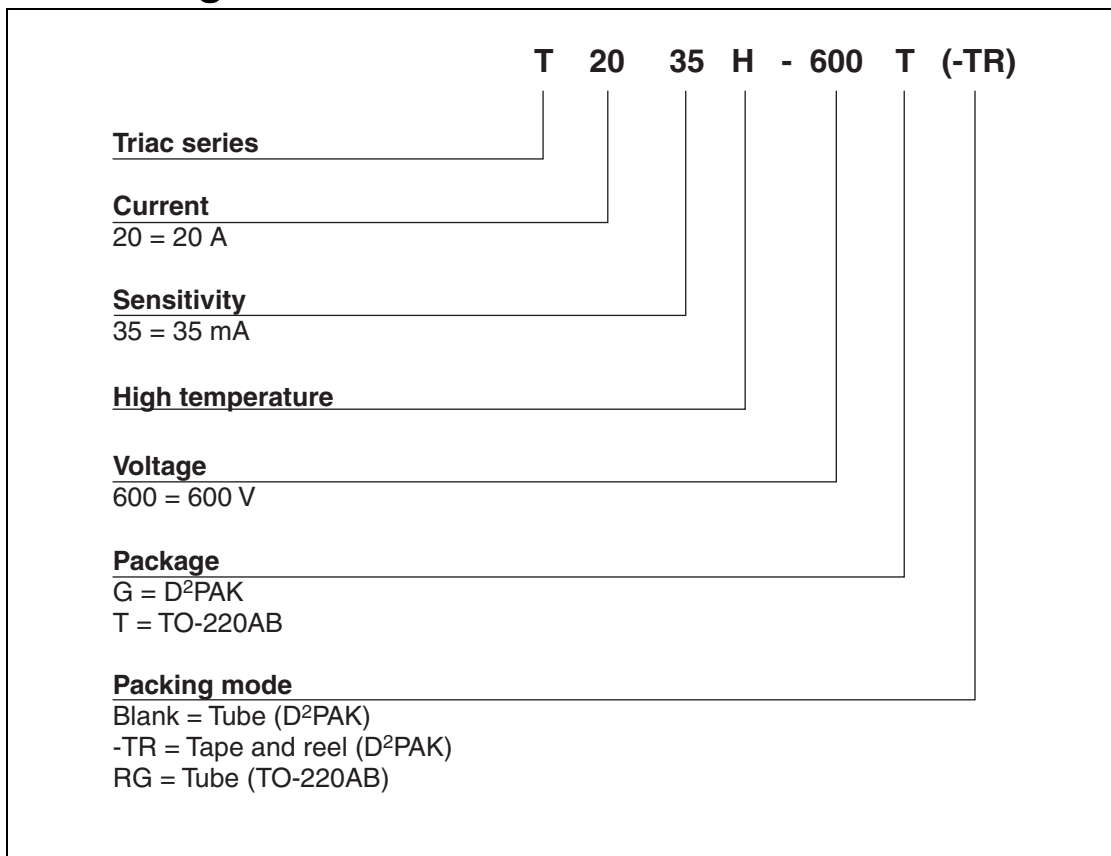 T 20 35 H - 600 T (-TR)
Triac series
Current
20 = 20 A
Sensitivity
35 = 35 mA
High temperature
Voltage
600 = 600 V
Package
G = D²PAK
T = TO-220AB
Packing mode
Blank = Tube (D²PAK)
-TR = Tape and reel (D²PAK)
RG = Tube (TO-220AB)